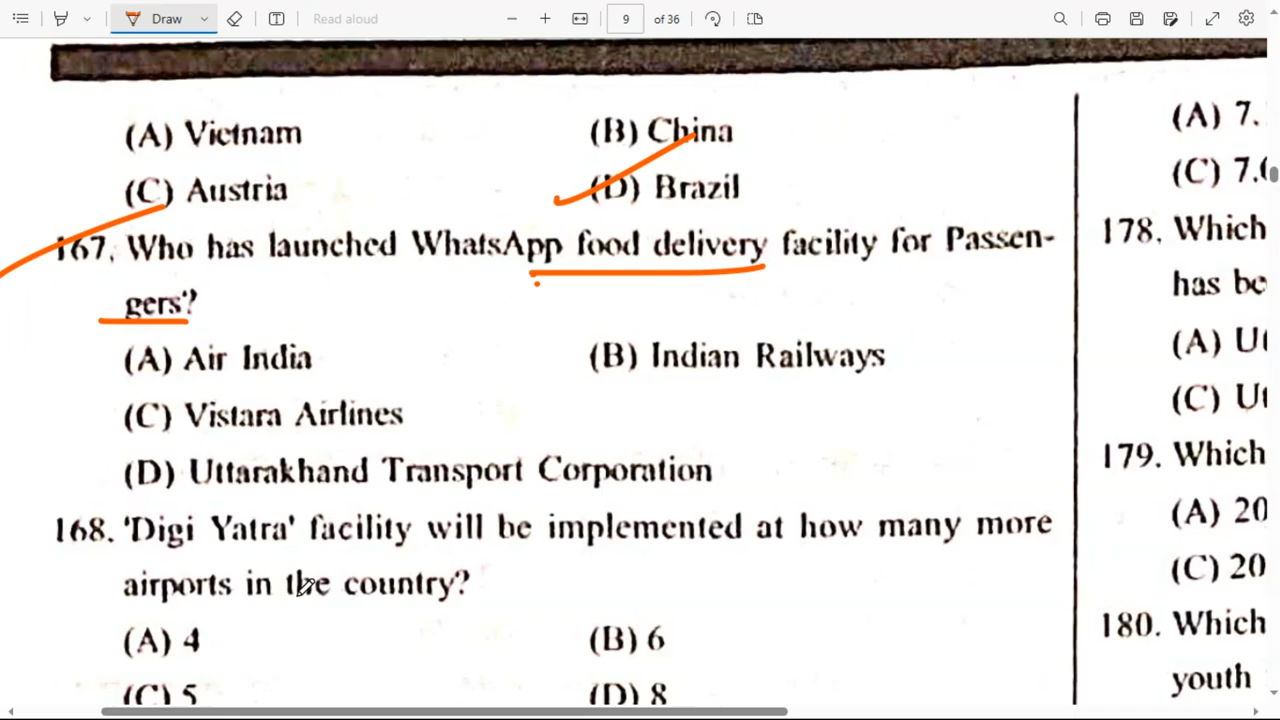 Draw
Read aloud
9
of 36
(A) Vietnam
(B) China
(C) Austria
(D) Brazil
167. Who has launched WhatsApp food delivery facility for Passen-
gers?
(A) Air India
(B) Indian Railways
(C) Vistara Airlines
(D) Uttarakhand Transport Corporation
168. 'Digi Yatra' facility will be implemented at how many more
airports in the country?
(A) 4
(B) 6
(C) 5
(D) 8
(A) 7.
(C) 7.
178. Which
has be
(A) U
(C) U
179. Which
(A) 20
(C) 20
180. Which
youth